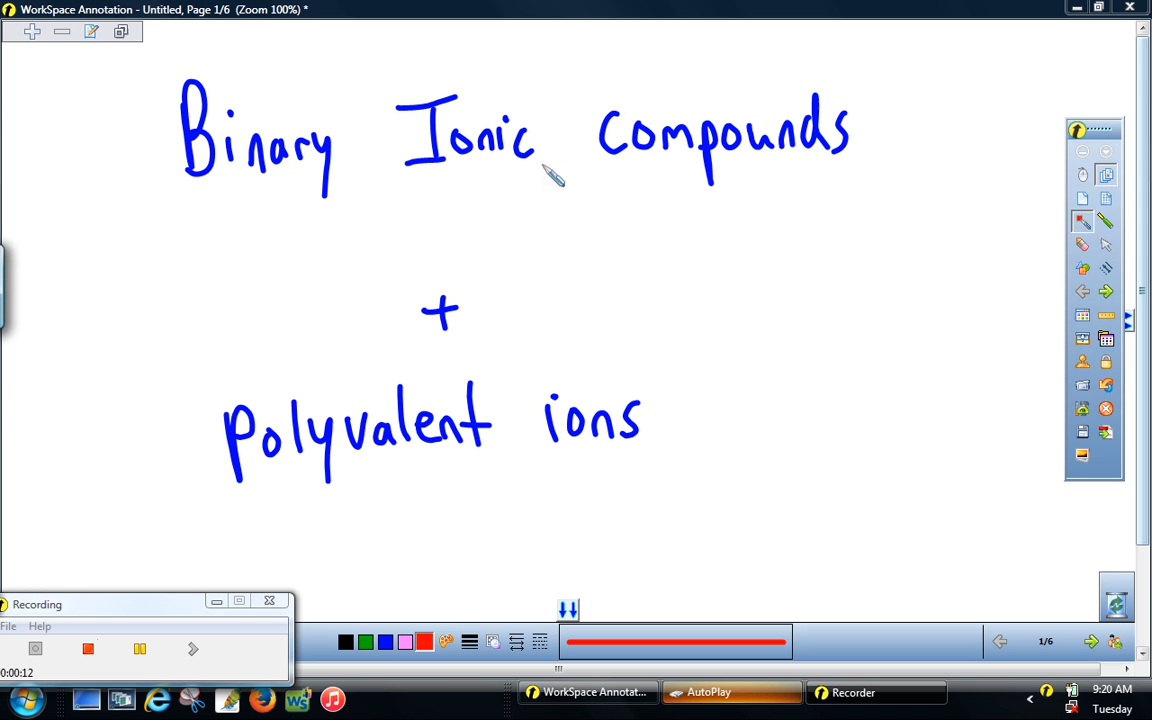 WorkSpace Annotation - Untitled, Page 1/6 (Zoom 100%) *
Binary Ionic compounds
+
polyvalent ions
Recording
File Help
0:00:12
1/6
WorkSpace Annotat...
AutoPlay
Recorder
9:20 AM
Tuesday